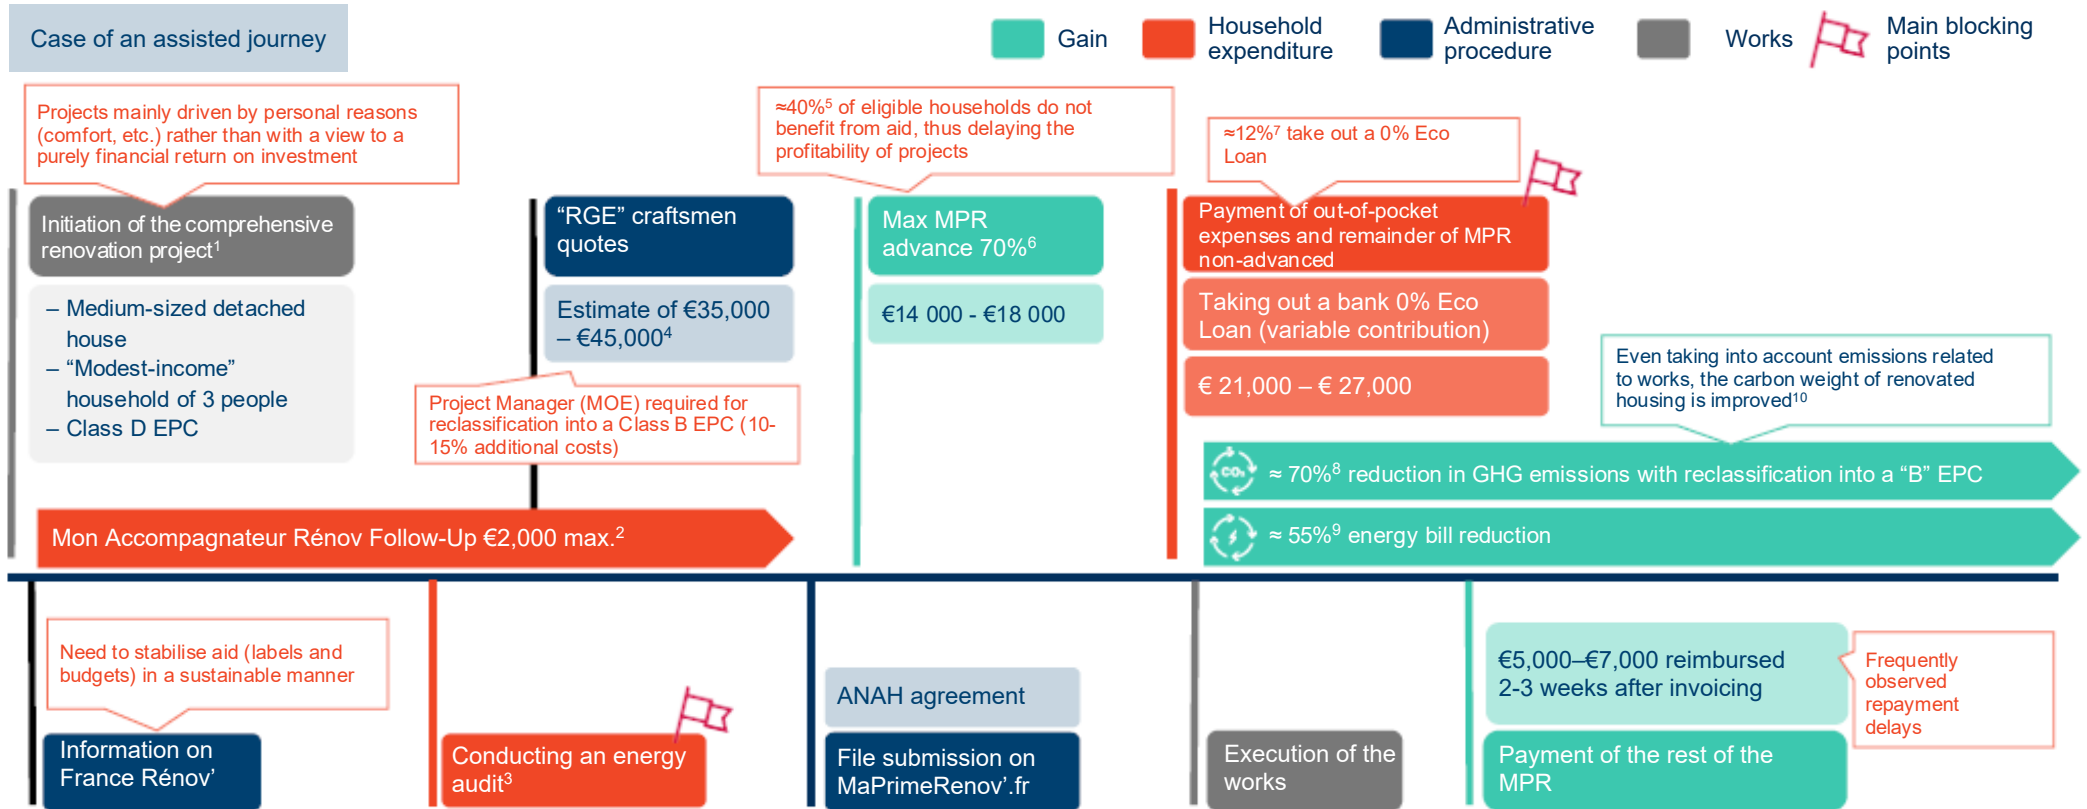 Case of an assisted journey
Gain
Household
expenditure
Administrative
procedure
Works
Main blocking
points
Projects mainly driven by personal reasons
(comfort, etc.) rather than with a view to a
purely financial return on investment
≈40%⁵ of eligible households do not
benefit from aid, thus delaying the
profitability of projects
≈12%⁷ take out a 0% Eco
Loan
Initiation of the comprehensive
renovation project¹
– Medium-sized detached
house
– “Modest-income”
household of 3 people
– Class D EPC
“RGE” craftsmen
quotes
Estimate of €35,000
– €45,000⁴
Project Manager (MOE) required for
reclassification into a Class B EPC (10-
15% additional costs)
Max MPR
advance 70%⁶
€14 000 - €18 000
Payment of out-of-pocket
expenses and remainder of MPR
non-advanced
Taking out a bank 0% Eco
Loan (variable contribution)
€ 21,000 – € 27,000
Even taking into account emissions related
to works, the carbon weight of renovated
housing is improved¹⁰
CO₂
≈ 70%⁸ reduction in GHG emissions with reclassification into a “B” EPC
≈ 55%⁹ energy bill reduction
Mon Accompagnateur Rénov Follow-Up €2,000 max.²
Need to stabilise aid (labels and
budgets) in a sustainable manner
Information on
France Rénov’
Conducting an energy
audit³
ANAH agreement
File submission on
MaPrimeRenov’.fr
Execution of the
works
€5,000–€7,000 reimbursed
2-3 weeks after invoicing
Payment of the rest of the
MPR
Frequently
observed
repayment
delays